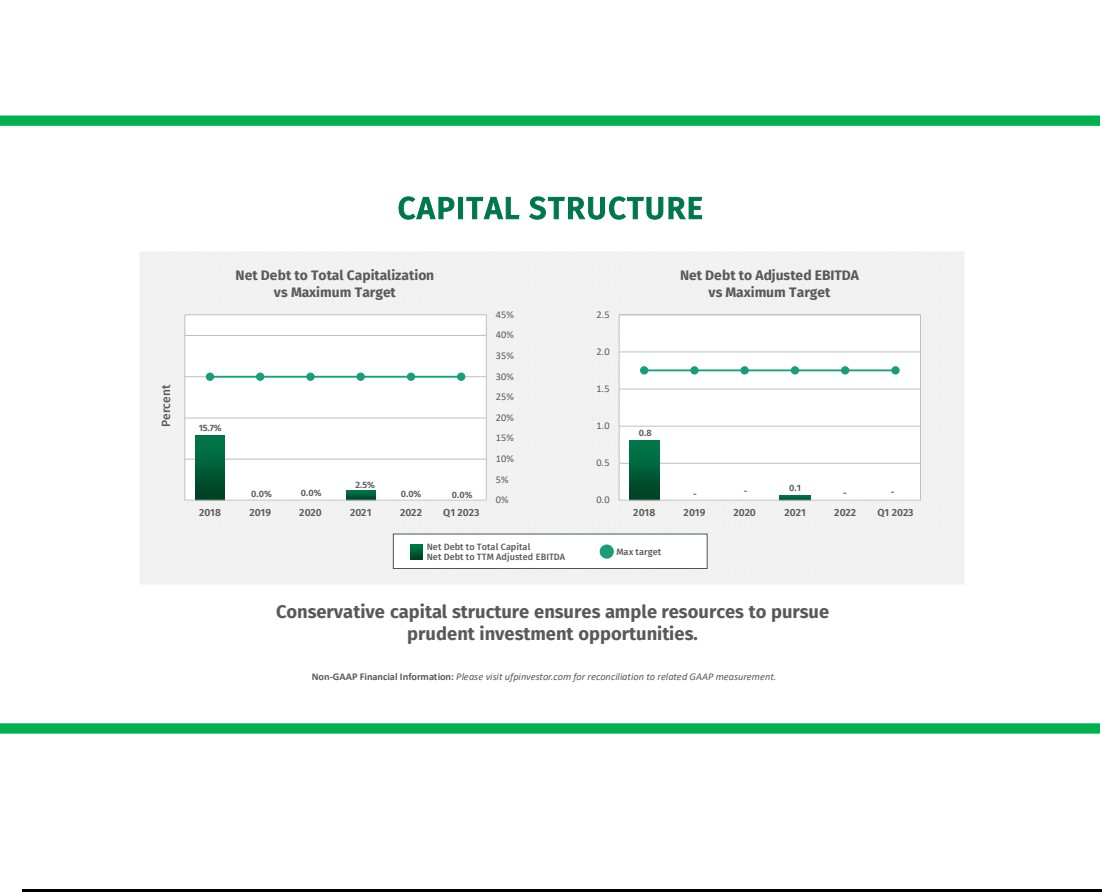 CAPITAL STRUCTURE
Net Debt to Total Capitalization
vs Maximum Target
Percent
45%
40%
35%
30%
25%
20%
15%
10%
5%
0%
15.7%
0.0%
0.0%
2.5%
0.0%
0.0%
2018
2019
2020
2021
2022
Q1 2023
Net Debt to Adjusted EBITDA
vs Maximum Target
2.5
2.0
1.5
1.0
0.5
0.0
0.8
-
-
0.1
-
-
2018
2019
2020
2021
2022
Q1 2023
Net Debt to Total Capital
Net Debt to TTM Adjusted EBITDA
Max target
Conservative capital structure ensures ample resources to pursue
prudent investment opportunities.
Non-GAAP Financial Information: Please visit ufpinvestor.com for reconciliation to related GAAP measurement.